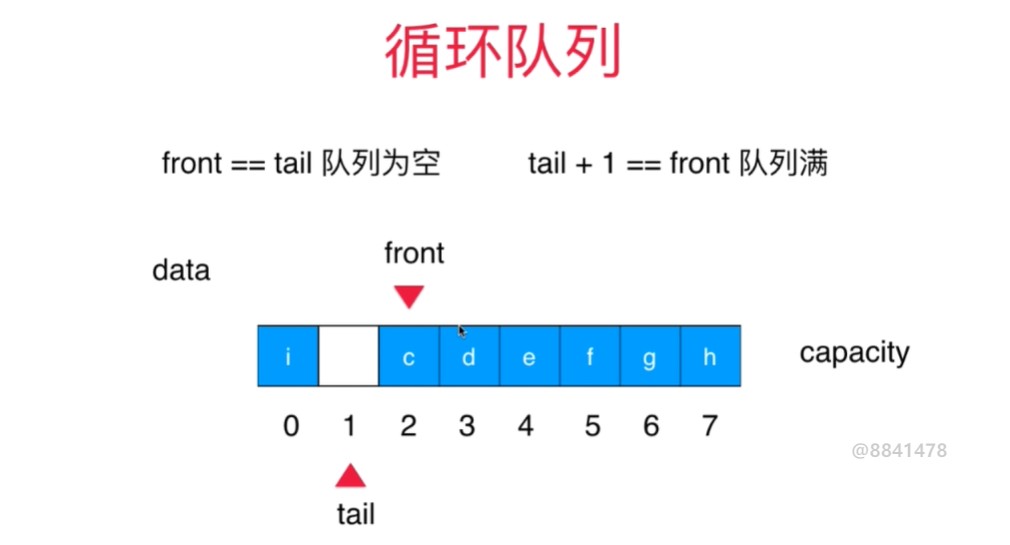 循环队列
front == tail 队列为空 tail + 1 == front 队列满
front
data
i c d e f g h
capacity
0 1 2 3 4 5 6 7
@8841478
tail